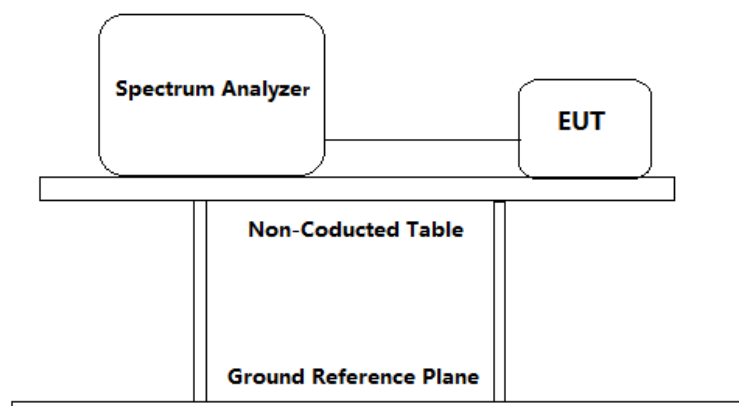 Spectrum Analyzer
EUT
Non-Coducted Table
Ground Reference Plane